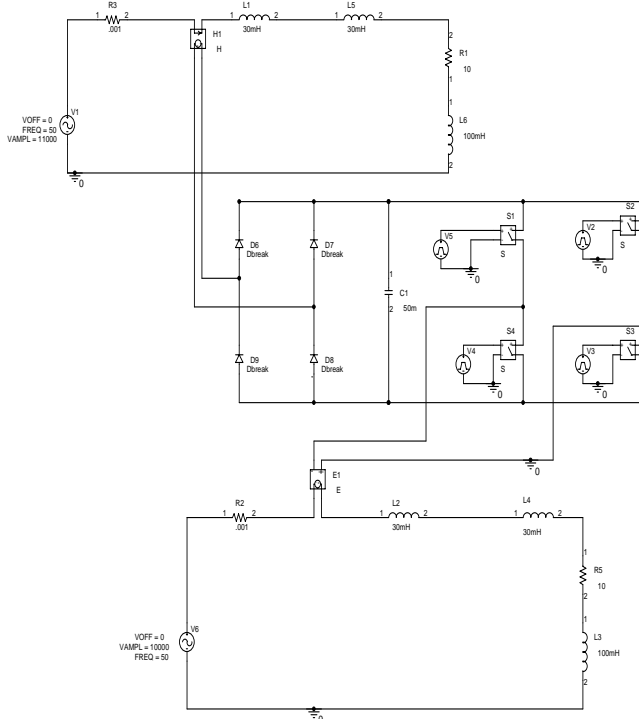 R3
1 2
.001
H1
H
L1
1 2
30mH
L5
1 2
30mH
2
R1
10
1
1
L6
100mH
2
V1
VOFF = 0
FREQ = 50
VAMPL = 11000
0
D6
Dbreak
D7
Dbreak
1
C1
50m
2
V5
S1
S
0
V2
S2
S
0
D9
Dbreak
D8
Dbreak
V4
S4
S
0
V3
S3
S
0
0
E1
E
R2
1 2
.001
L2
1 2
30mH
L4
1 2
30mH
1
R5
10
2
1
L3
100mH
2
V6
VOFF = 0
VAMPL = 10000
FREQ = 50
0